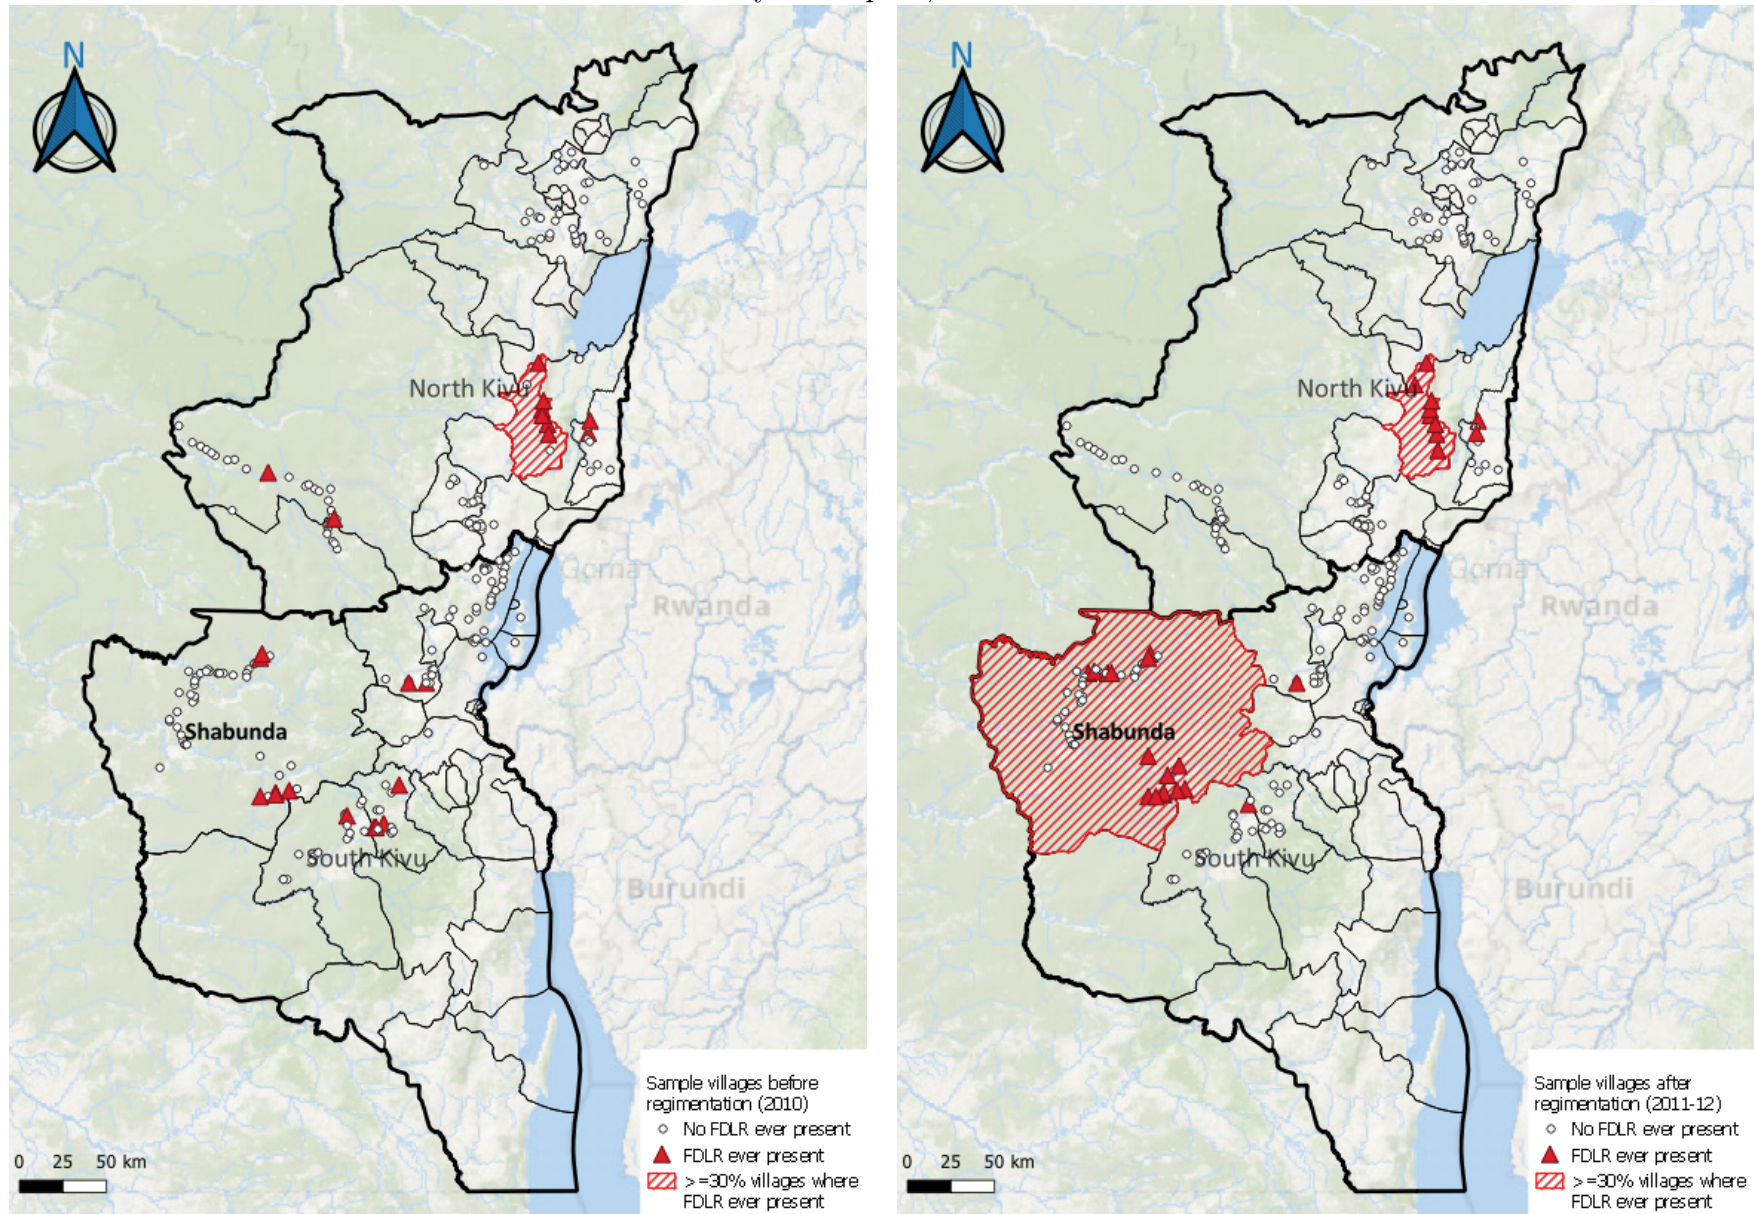 N
North Kivu
Goma
Rwanda
Shabunda
South Kivu
Burundi
Sample villages before
regimentation (2010)
No FDLR ever present
FDLR ever present
>=30% villages where
FDLR ever present
0 25 50 km
N
North Kivu
Goma
Rwanda
Shabunda
South Kivu
Burundi
Sample villages after
regimentation (2011-12)
No FDLR ever present
FDLR ever present
>=30% villages where
FDLR ever present
0 25 50 km